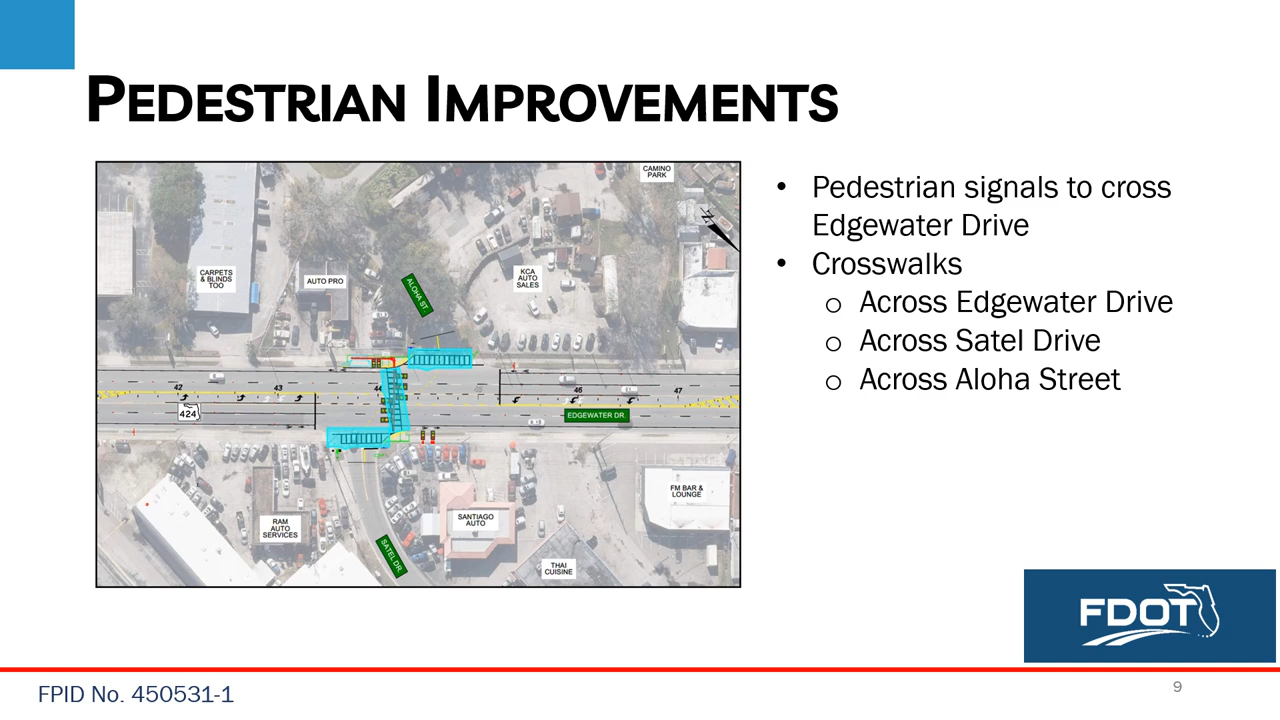 PEDESTRIAN IMPROVEMENTS
CAMINO
PARK
N
CARPETS
& BLINDS
TOO
AUTO PRO
ALOHA ST.
KCA
AUTO
SALES
42
43
44
46
47
424
EDGEWATER DR.
RAM
AUTO
SERVICES
SATEL DR.
SANTIAGO
AUTO
FM BAR &
LOUNGE
THAI
CUISINE
• Pedestrian signals to cross
Edgewater Drive
• Crosswalks
o Across Edgewater Drive
o Across Satel Drive
o Across Aloha Street
FDOT
FPID No. 450531-1
9